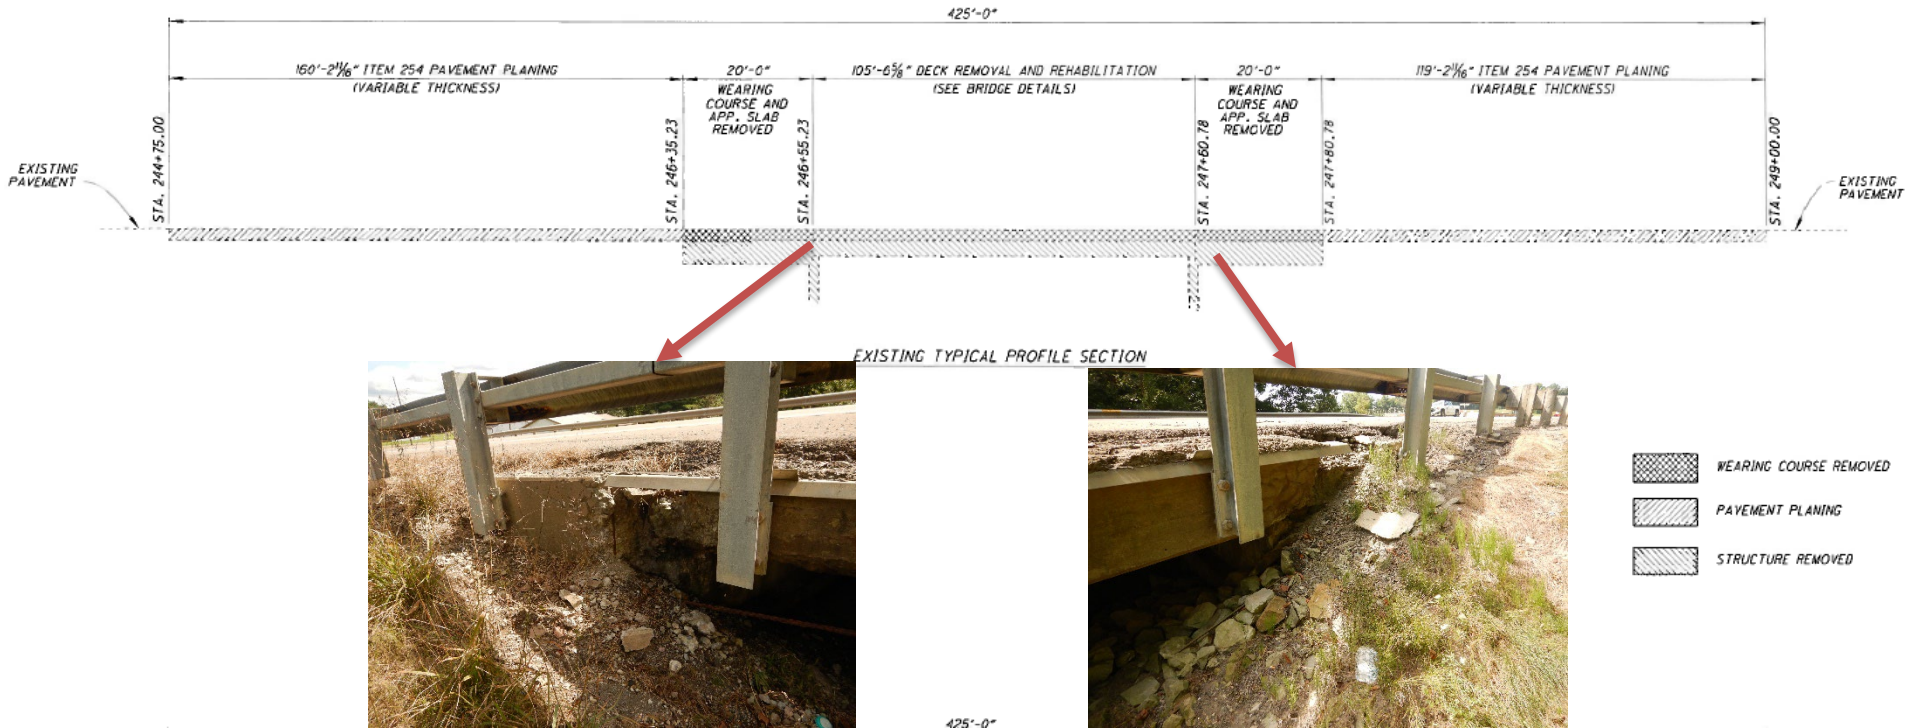 425'-0"
160'-2 11/16" ITEM 254 PAVEMENT PLANING
(VARIABLE THICKNESS)
20'-0"
WEARING
COURSE AND
APP. SLAB
REMOVED
105'-6 5/8" DECK REMOVAL AND REHABILITATION
(SEE BRIDGE DETAILS)
20'-0"
WEARING
COURSE AND
APP. SLAB
REMOVED
119'-2 11/16" ITEM 254 PAVEMENT PLANING
(VARIABLE THICKNESS)
EXISTING
PAVEMENT
STA. 244+75.00
STA. 246+35.23
STA. 246+55.23
STA. 247+60.78
STA. 247+80.78
STA. 249+00.00
EXISTING
PAVEMENT
EXISTING TYPICAL PROFILE SECTION
WEARING COURSE REMOVED
PAVEMENT PLANING
STRUCTURE REMOVED
425'-0"